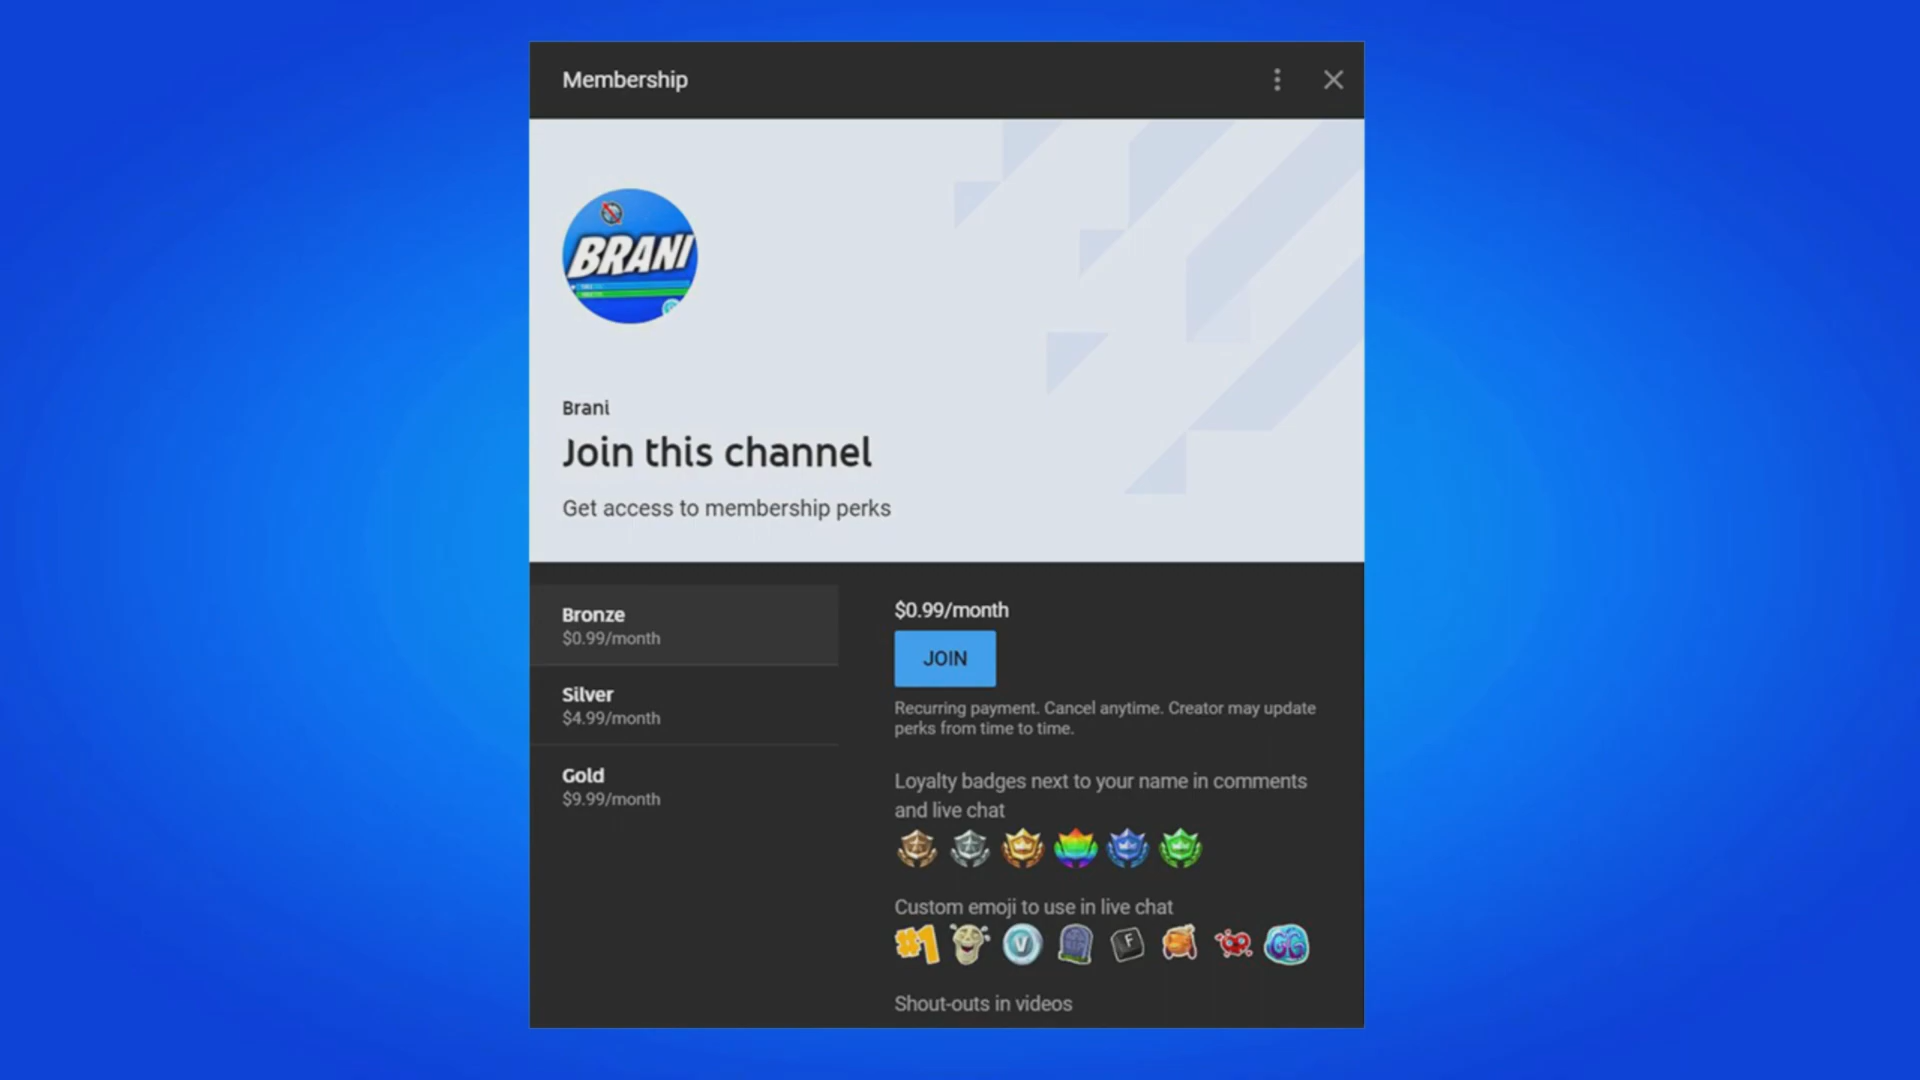 Membership
BRANI
Brani
Join this channel
Get access to membership perks
Bronze
$0.99/month
Silver
$4.99/month
Gold
$9.99/month
$0.99/month
JOIN
Recurring payment. Cancel anytime. Creator may update
perks from time to time.
Loyalty badges next to your name in comments
and live chat
Custom emoji to use in live chat
#1
V
RIP
F
GG
Shout-outs in videos